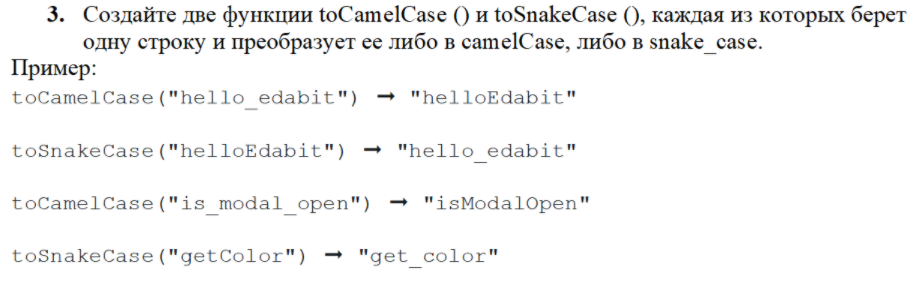 3. Создайте две функции toCamelCase () и toSnakeCase (), каждая из которых берет
одну строку и преобразует ее либо в camelCase, либо в snake_case.
Пример:
toCamelCase("hello_edabit") ➞ "helloEdabit"
toSnakeCase("helloEdabit") ➞ "hello_edabit"
toCamelCase("is_modal_open") ➞ "isModalOpen"
toSnakeCase("getColor") ➞ "get_color"